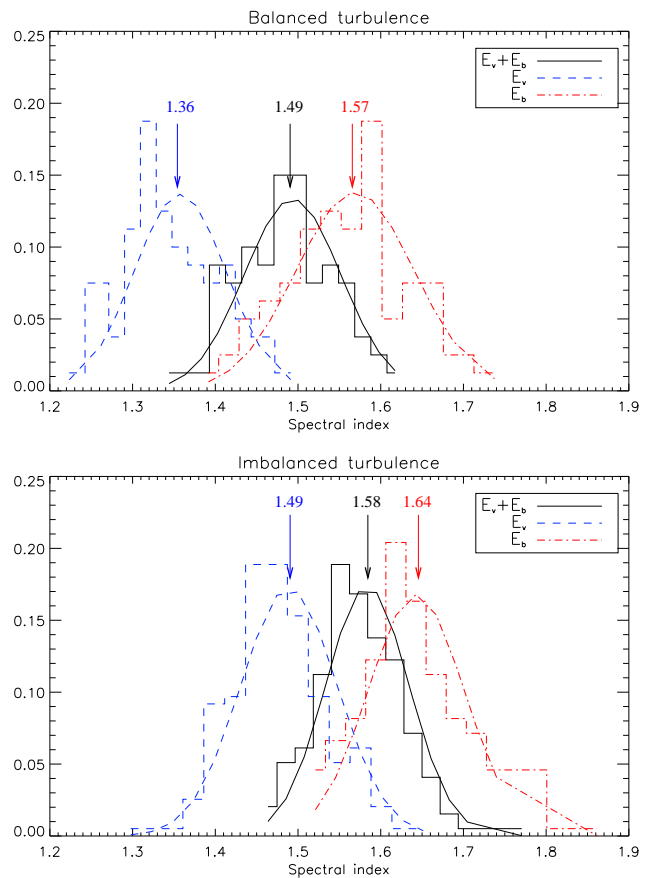 Balanced turbulence
0.25
0.20
0.15
0.10
0.05
0.00
1.36
1.49
1.57
E_v + E_b
E_v
E_b
1.2 1.3 1.4 1.5 1.6 1.7 1.8 1.9
Spectral index
Imbalanced turbulence
0.25
0.20
0.15
0.10
0.05
0.00
1.49
1.58
1.64
E_v + E_b
E_v
E_b
1.2 1.3 1.4 1.5 1.6 1.7 1.8 1.9
Spectral index